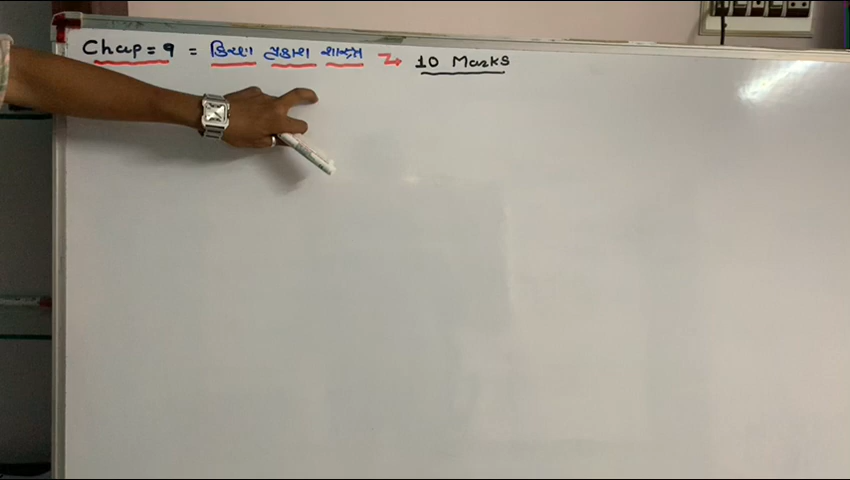 Chap = 9 = કિરણ પ્રકાશ શાસ્ત્ર → 10 Marks